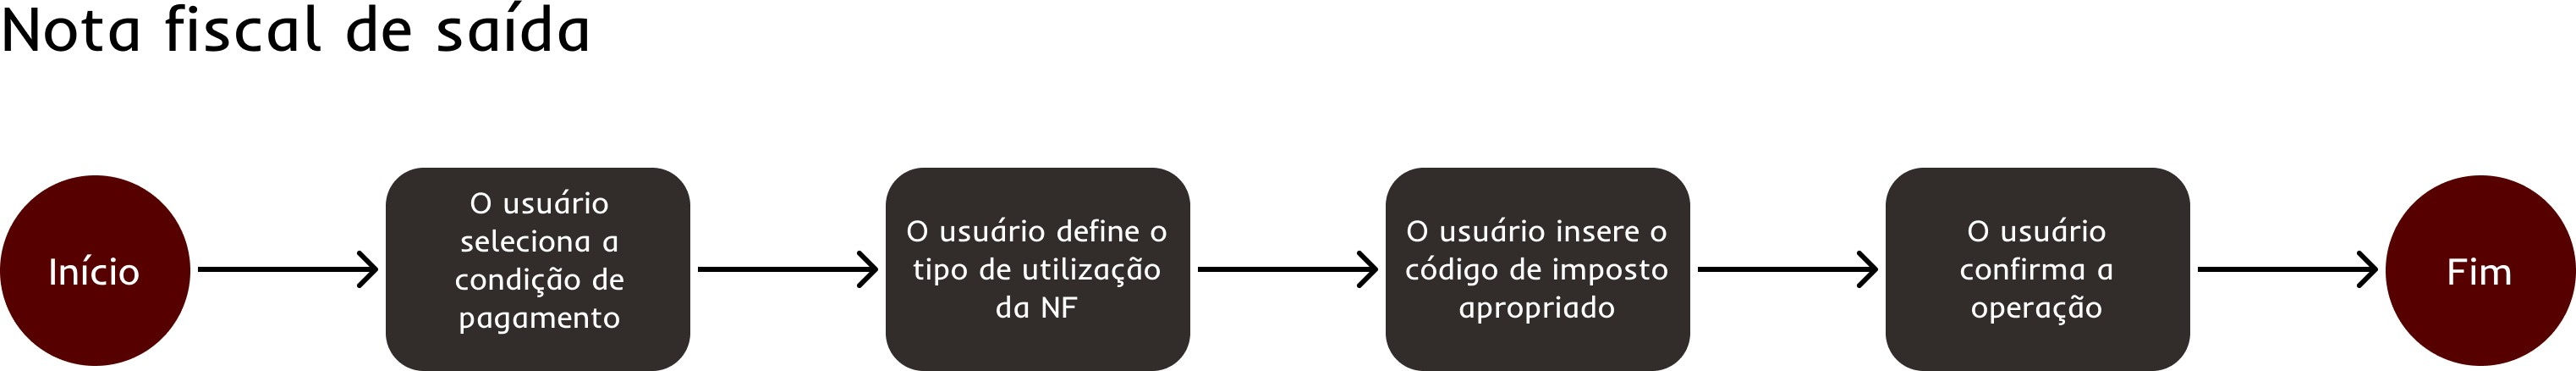 Nota fiscal de saída
Início
O usuário
seleciona a
condição de
pagamento
O usuário define o
tipo de utilização
da NF
O usuário insere o
código de imposto
apropriado
O usuário
confirma a
operação
Fim